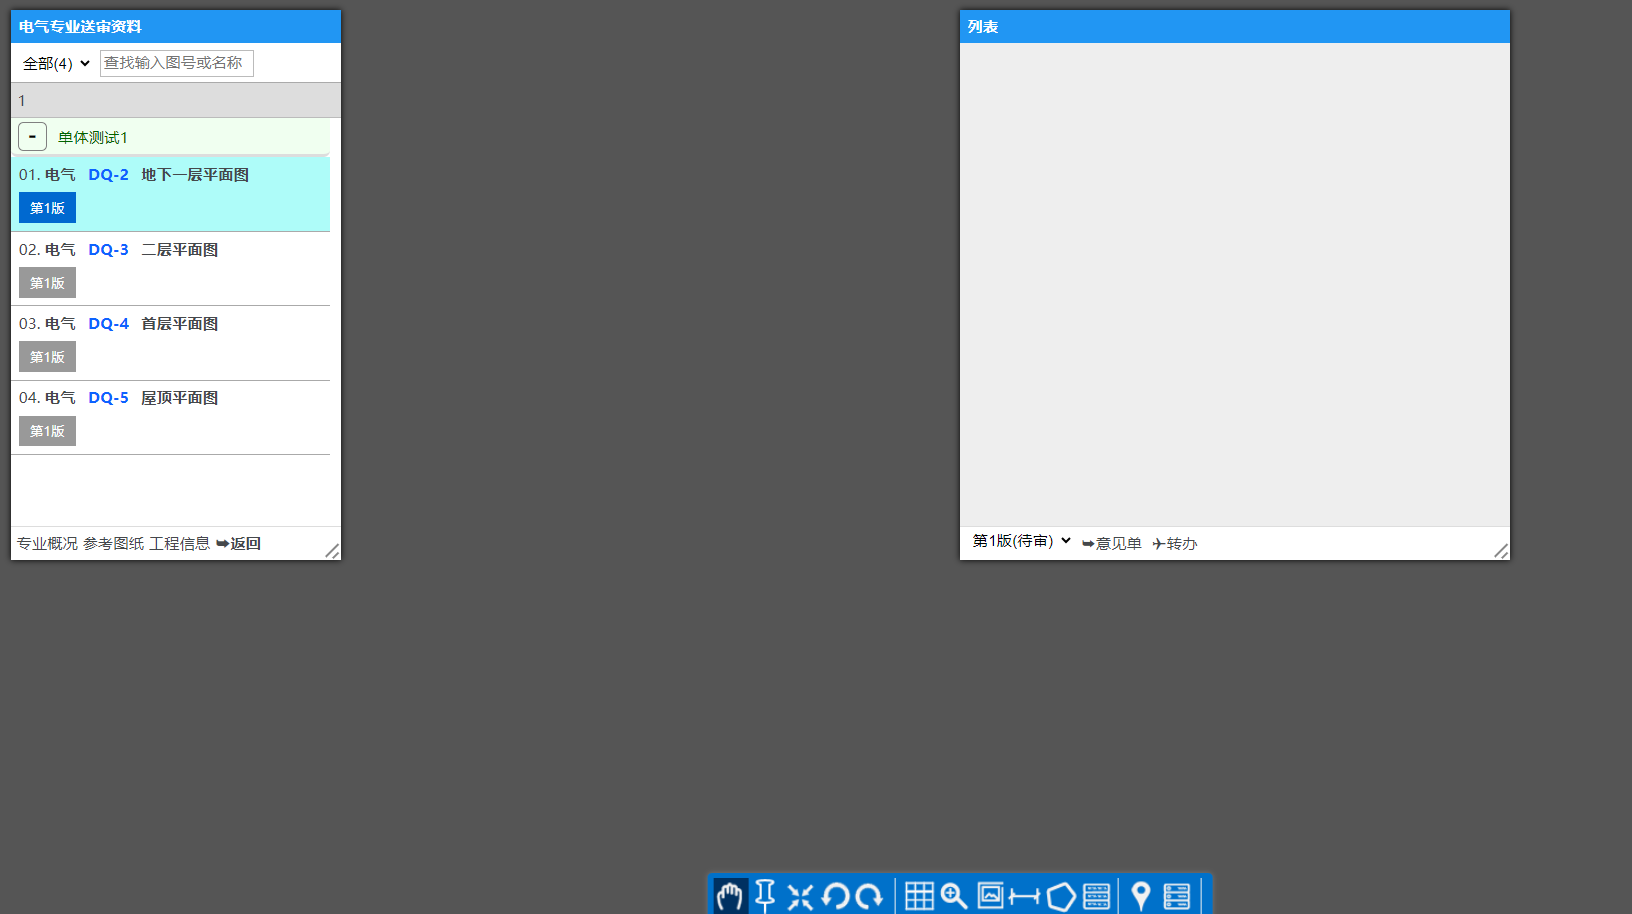 电气专业送审资料
全部(4)
查找输入图号或名称
1
- 单体测试1
01. 电气 DQ-2 地下一层平面图
第1版
02. 电气 DQ-3 二层平面图
第1版
03. 电气 DQ-4 首层平面图
第1版
04. 电气 DQ-5 屋顶平面图
第1版
专业概况 参考图纸 工程信息 ➥返回
列表
第1版(待审) ➥意见单 ✈转办